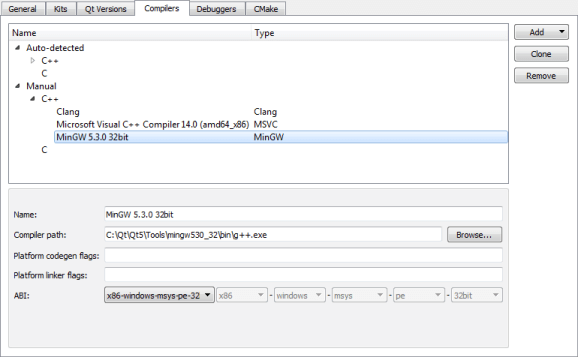 General Kits Qt Versions Compilers Debuggers CMake
Name Type
Add
Auto-detected
Clone
C++
C
Remove
Manual
C++
Clang Clang
Microsoft Visual C++ Compiler 14.0 (amd64_x86) MSVC
MinGW 5.3.0 32bit MinGW
C
Name: MinGW 5.3.0 32bit
Compiler path: C:\Qt\Qt5\Tools\mingw530_32\bin\g++.exe Browse...
Platform codegen flags:
Platform linker flags:
ABI: x86-windows-msys-pe-32 x86 - windows - msys - pe - 32bit